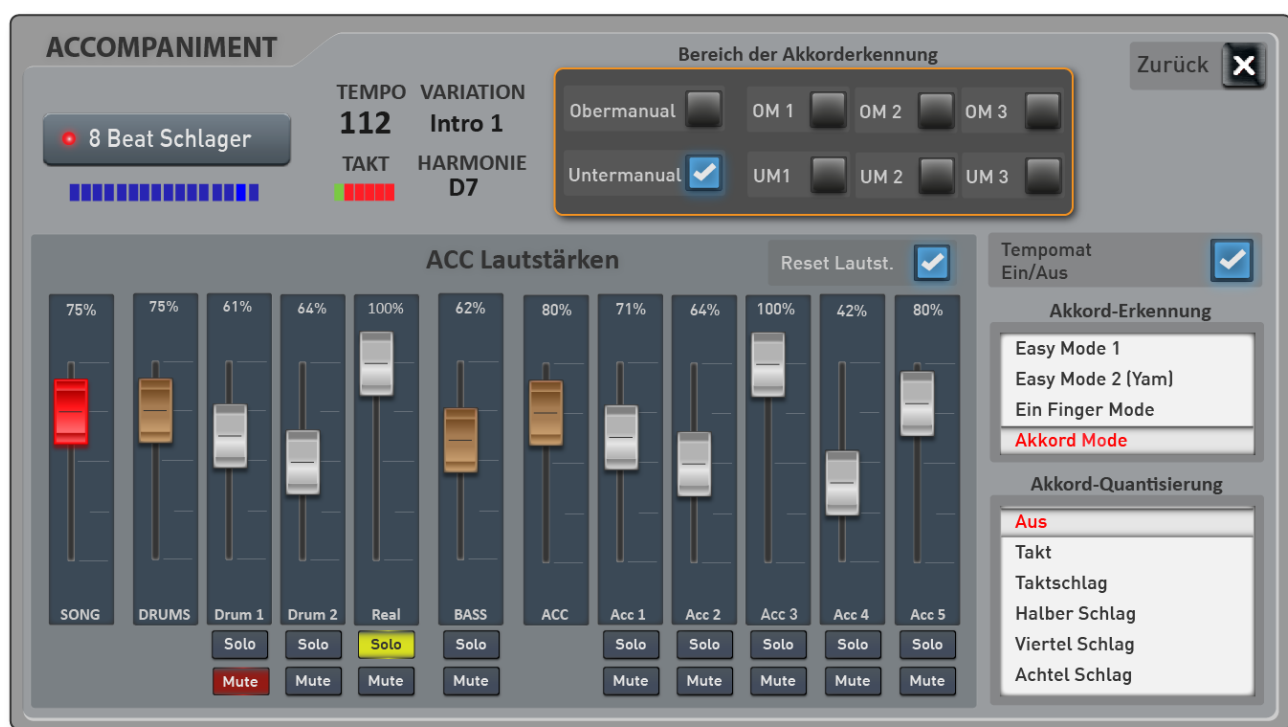 ACCOMPANIMENT
Bereich der Akkorderkennung
Zurück
TEMPO VARIATION
112 Intro 1
Obermanual OM 1 OM 2 OM 3
8 Beat Schlager
TAKT HARMONIE
D7
Untermanual UM1 UM 2 UM 3
ACC Lautstärken
Reset Lautst.
Tempomat
Ein/Aus
75% 75% 61% 64% 100% 62% 80% 71% 64% 100% 42% 80%
SONG DRUMS Drum 1 Drum 2 Real BASS ACC Acc 1 Acc 2 Acc 3 Acc 4 Acc 5
Solo Solo Solo Solo Solo Solo Solo Solo Solo
Mute Mute Mute Mute Mute Mute Mute Mute Mute
Akkord-Erkennung
Easy Mode 1
Easy Mode 2 (Yam)
Ein Finger Mode
Akkord Mode
Akkord-Quantisierung
Aus
Takt
Taktschlag
Halber Schlag
Viertel Schlag
Achtel Schlag